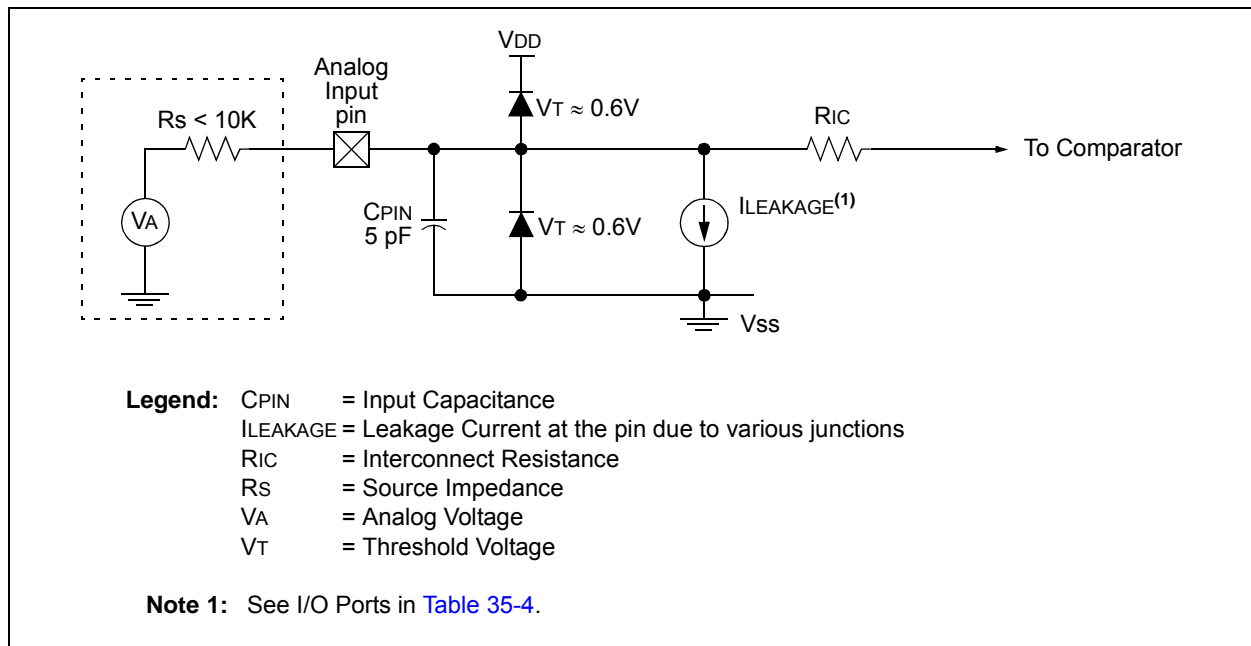 VDD
Analog
Input
pin
VT ≈ 0.6V
Rs < 10K
RIC
To Comparator
VA
CPIN
5 pF
VT ≈ 0.6V
ILEAKAGE(1)
Vss
Legend: CPIN = Input Capacitance
ILEAKAGE = Leakage Current at the pin due to various junctions
RIC = Interconnect Resistance
RS = Source Impedance
VA = Analog Voltage
VT = Threshold Voltage
Note 1: See I/O Ports in Table 35-4.